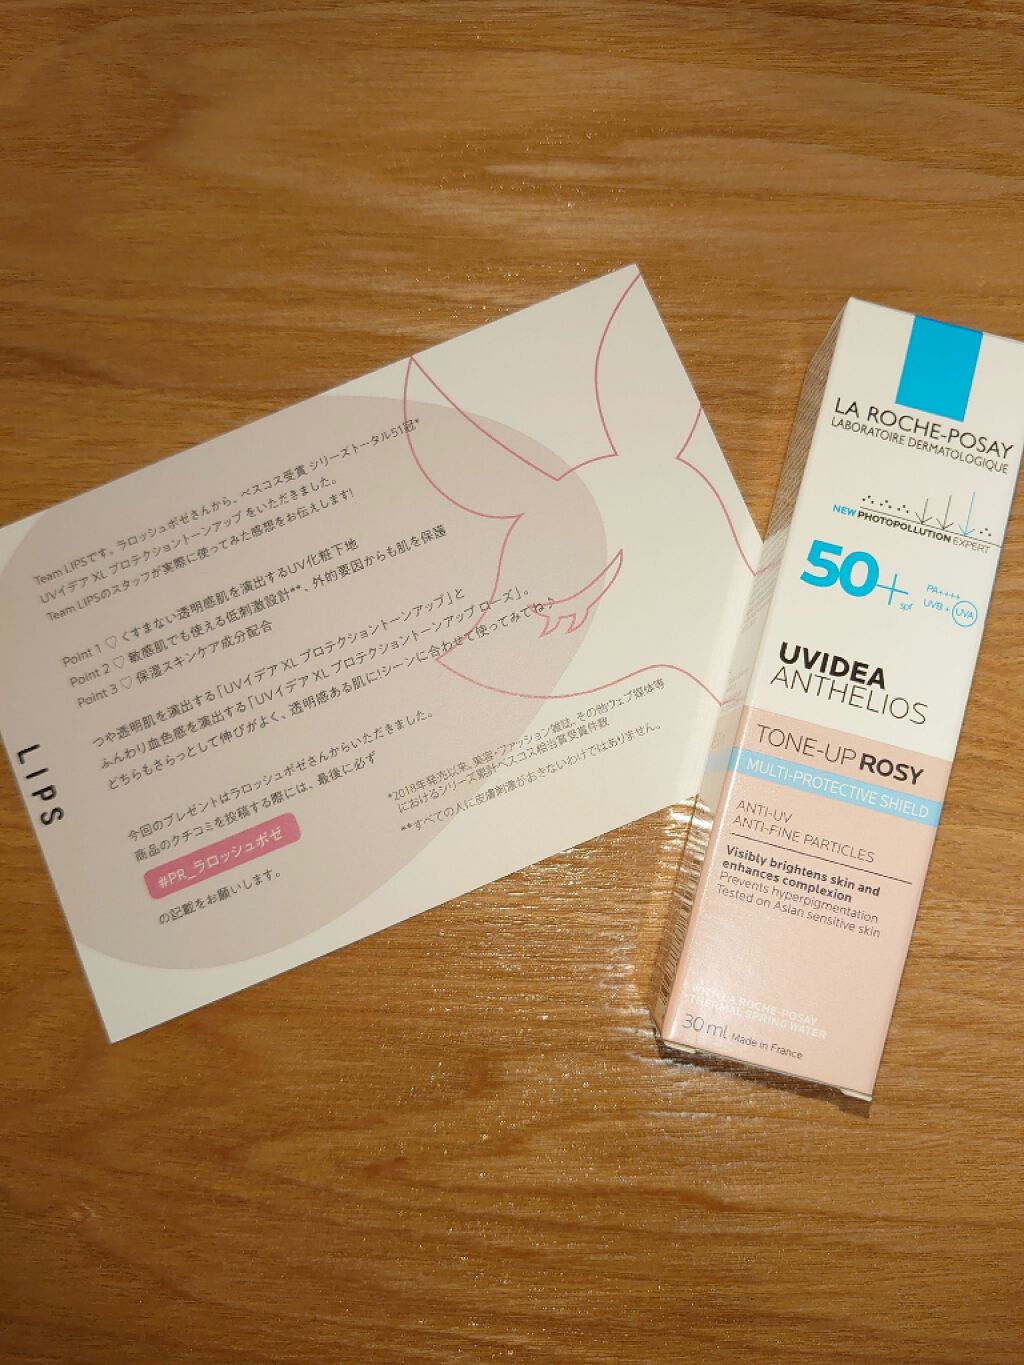 Team LIPSです。ラロッシュポゼさんから、ベスコス受賞 シリーズトータル51冠*
UVイデア XL プロテクショントーンアップ をいただきました。
Team LIPSのスタッフが実際に使ってみた感想をお伝えします!
Point 1 ♡ くすまない透明感肌を演出するUV化粧下地
Point 2 ♡ 敏感肌でも使える低刺激設計**、外的要因からも肌を保護
Point 3 ♡ 保湿スキンケア成分配合
つや透明肌を演出する「UVイデア XL プロテクショントーンアップ」と
ふんわり血色感を演出する「UVイデア XL プロテクショントーンアップ ローズ」。
どちらもさらっとして伸びがよく、透明感ある肌に!シーンに合わせて使ってみてね♪
今回のプレゼントはラロッシュポゼさんからいただきました。
商品のクチコミを投稿する際には、最後に必ず
#PR_ラロッシュポゼ
の記載をお願いします。
*2018年発売以来、美容・ファッション雑誌、その他ウェブ媒体等
におけるシリーズ累計ベスコス相当賞受賞件数
**すべての人に皮膚刺激がおきないわけではありません。
LIPS
LA ROCHE-POSAY
LABORATOIRE DERMATOLOGIQUE
NEW PHOTOPOLLUTION EXPERT
50+ spf
PA++++
UVB + UVA
UVIDEA
ANTHELIOS
TONE-UP ROSY
MULTI-PROTECTIVE SHIELD
ANTI-UV
ANTI-FINE PARTICLES
Visibly brightens skin and
enhances complexion
Prevents hyperpigmentation
Tested on Asian sensitive skin
WITH LA ROCHE-POSAY
THERMAL SPRING WATER
30 ml Made in France